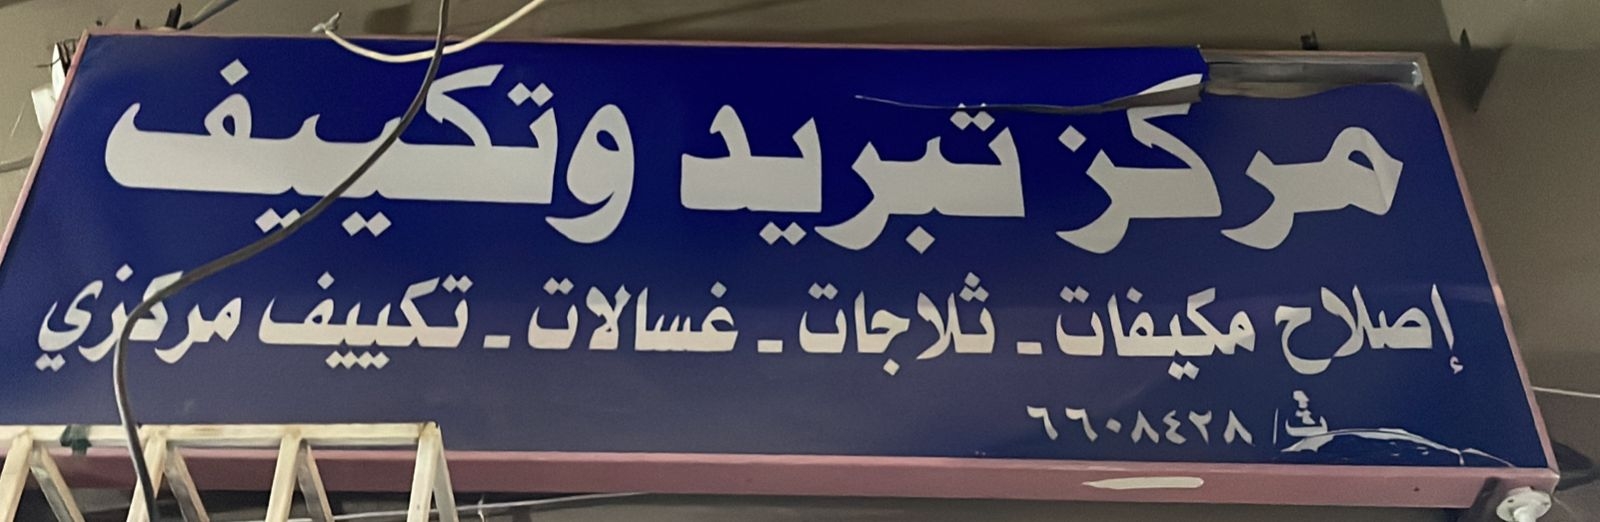 مركز تبريد وتكييف
إصلاح مكيفات - ثلاجات - غسالات - تكييف مركزي
ت/ ٦٦٠٨٤٢٨